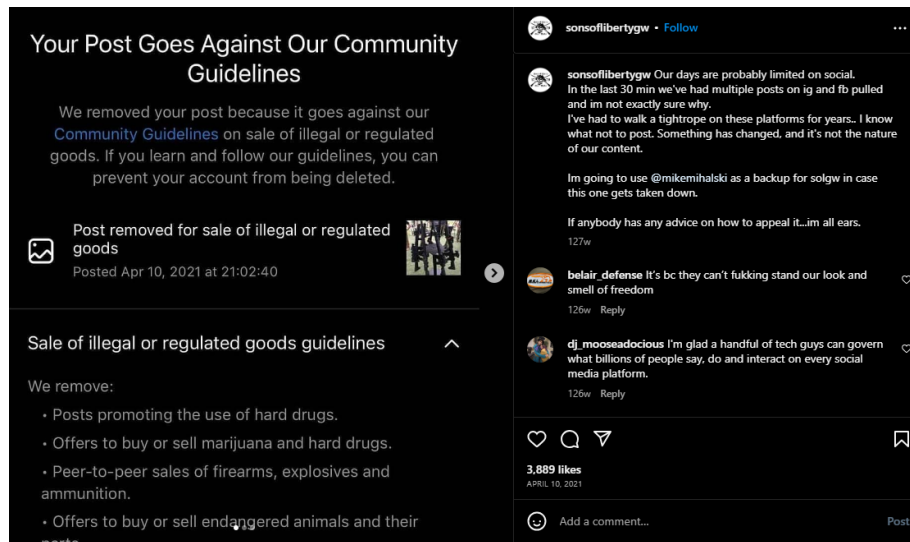 Your Post Goes Against Our Community
Guidelines
We removed your post because it goes against our
Community Guidelines on sale of illegal or regulated
goods. If you learn and follow our guidelines, you can
prevent your account from being deleted.
Post removed for sale of illegal or regulated
goods
Posted Apr 10, 2021 at 21:02:40
Sale of illegal or regulated goods guidelines
We remove:
• Posts promoting the use of hard drugs.
• Offers to buy or sell marijuana and hard drugs.
• Peer-to-peer sales of firearms, explosives and
ammunition.
• Offers to buy or sell endangered animals and their
sonsoflibertygw • Follow
sonsoflibertygw Our days are probably limited on social.
In the last 30 min we've had multiple posts on ig and fb pulled
and im not exactly sure why.
I've had to walk a tightrope on these platforms for years.. I know
what not to post. Something has changed, and it's not the nature
of our content.
Im going to use @mikemihalski as a backup for solgw in case
this one gets taken down.
If anybody has any advice on how to appeal it...im all ears.
127w
belair_defense It's bc they can't fukking stand our look and
smell of freedom
126w Reply
dj_mooseadocious I'm glad a handful of tech guys can govern
what billions of people say, do and interact on every social
media platform.
126w Reply
3,889 likes
APRIL 10, 2021
Add a comment...
Post